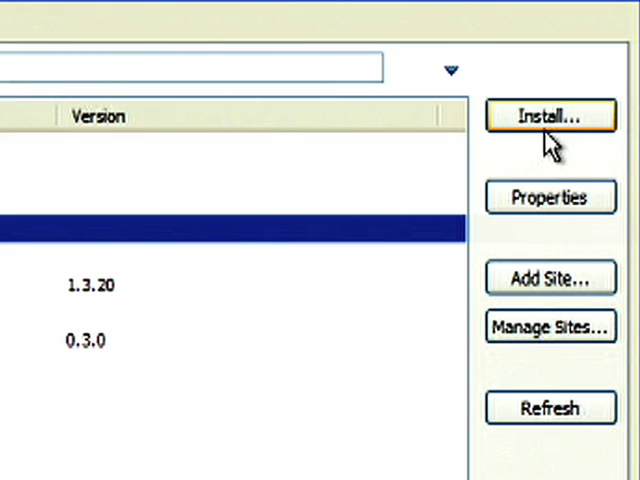 Version
Install...
Properties
1.3.20
Add Site...
Manage Sites...
0.3.0
Refresh